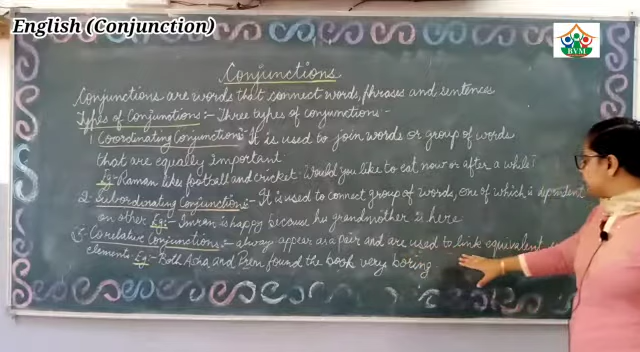 English (Conjunction)
BVM
Conjunctions
Conjunctions are words that connect words, phrases and sentences
Types of Conjunctions:- Three types of conjunctions:-
1. Coordinating Conjunction:- It is used to join words or group of words
that are equally important
Eg:- Raman likes football and cricket. Would you like to eat now or after a while?
2. Subordinating Conjunction:- It is used to connect group of words, one of which is dependent
on other Eg:- Imran is happy because his grandmother is here
3. Corelative Conjunctions:- always appear as a pair and are used to link equivalent
elements Eg:- Both Asha and Prem found the book very boring